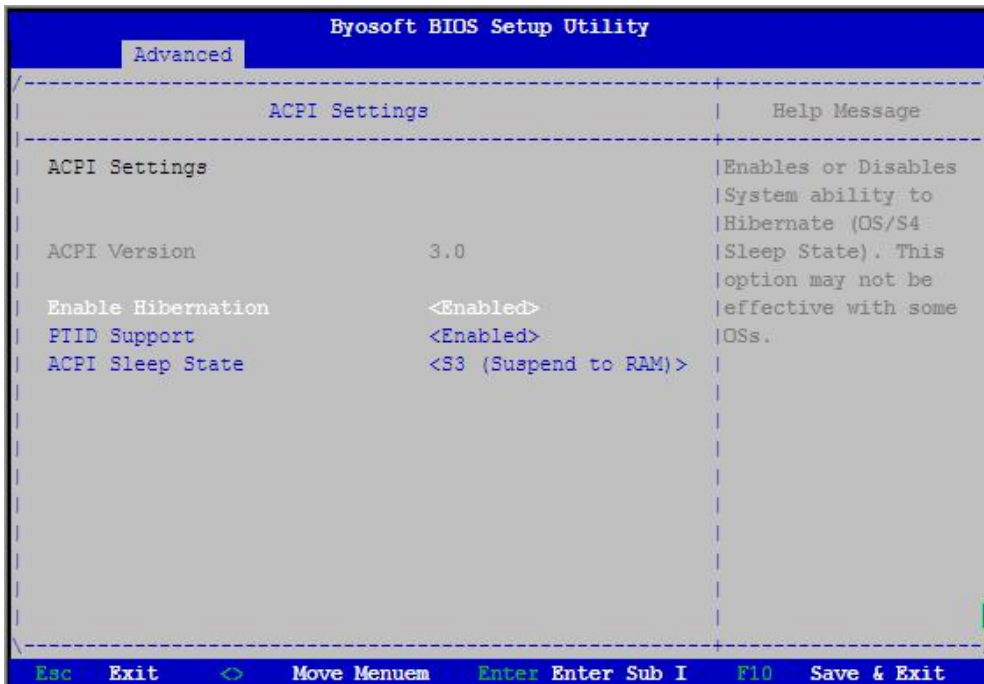 Byosoft BIOS Setup Utility
Advanced
ACPI Settings
Help Message
ACPI Settings
ACPI Version 3.0
Enable Hibernation <Enabled>
PTID Support <Enabled>
ACPI Sleep State <S3 (Suspend to RAM)>
Enables or Disables
System ability to
Hibernate (OS/S4
Sleep State). This
option may not be
effective with some
OSs.
Esc Exit <> Move Menuem Enter Enter Sub I F10 Save & Exit